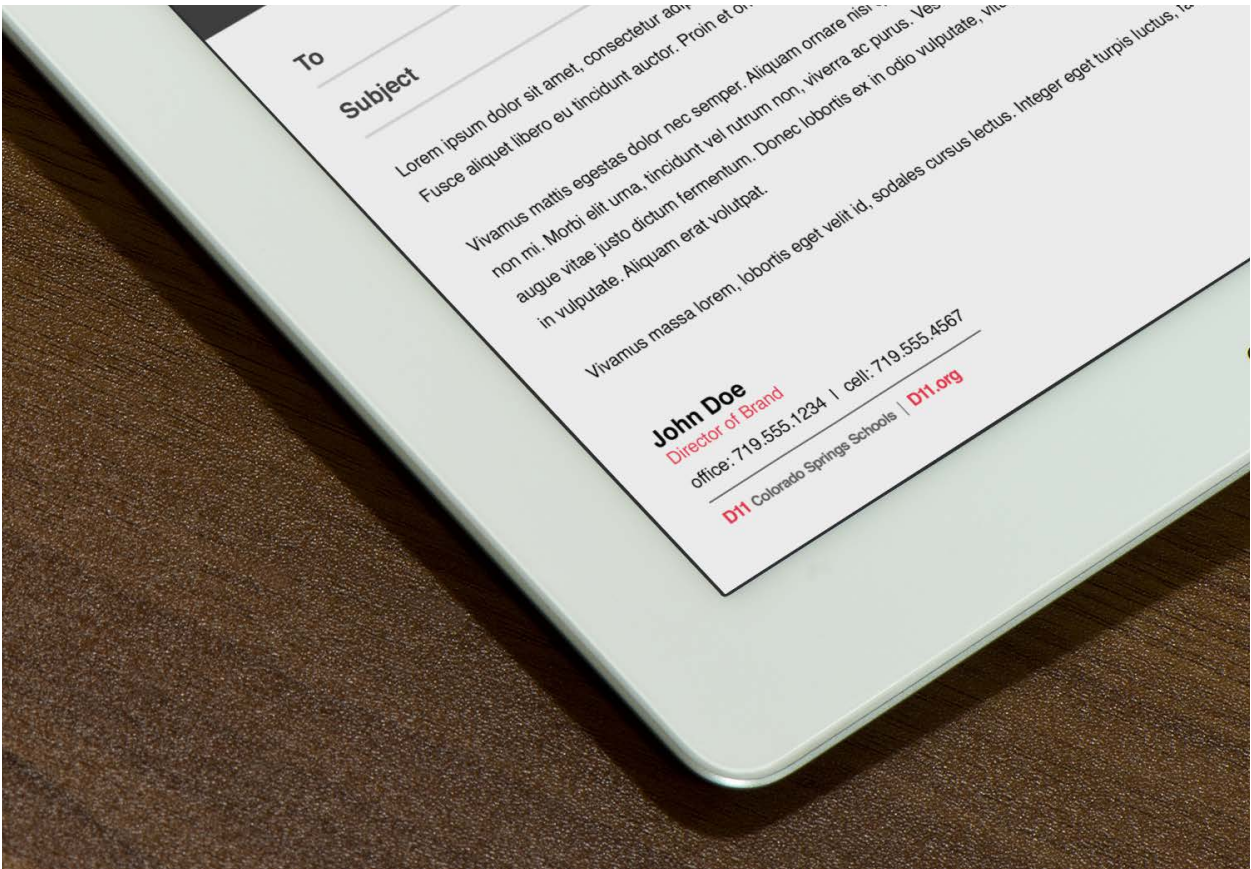 To
Subject
Lorem ipsum dolor sit amet, consectetur
Fusce aliquet libero eu tincidunt auctor. Proin et
Vivamus mattis egestas dolor nec semper. Aliquam ornare nisi
non mi. Morbi elit urna, tincidunt vel rutrum non, viverra ac purus.
augue vitae justo dictum fermentum. Donec lobortis ex in odio vulputate,
in vulputate. Aliquam erat volutpat.
Vivamus massa lorem, lobortis eget velit id, sodales cursus lectus. Integer eget turpis luctus,
John Doe
Director of Brand
office: 719.555.1234 | cell: 719.555.4567
D11 Colorado Springs Schools | D11.org